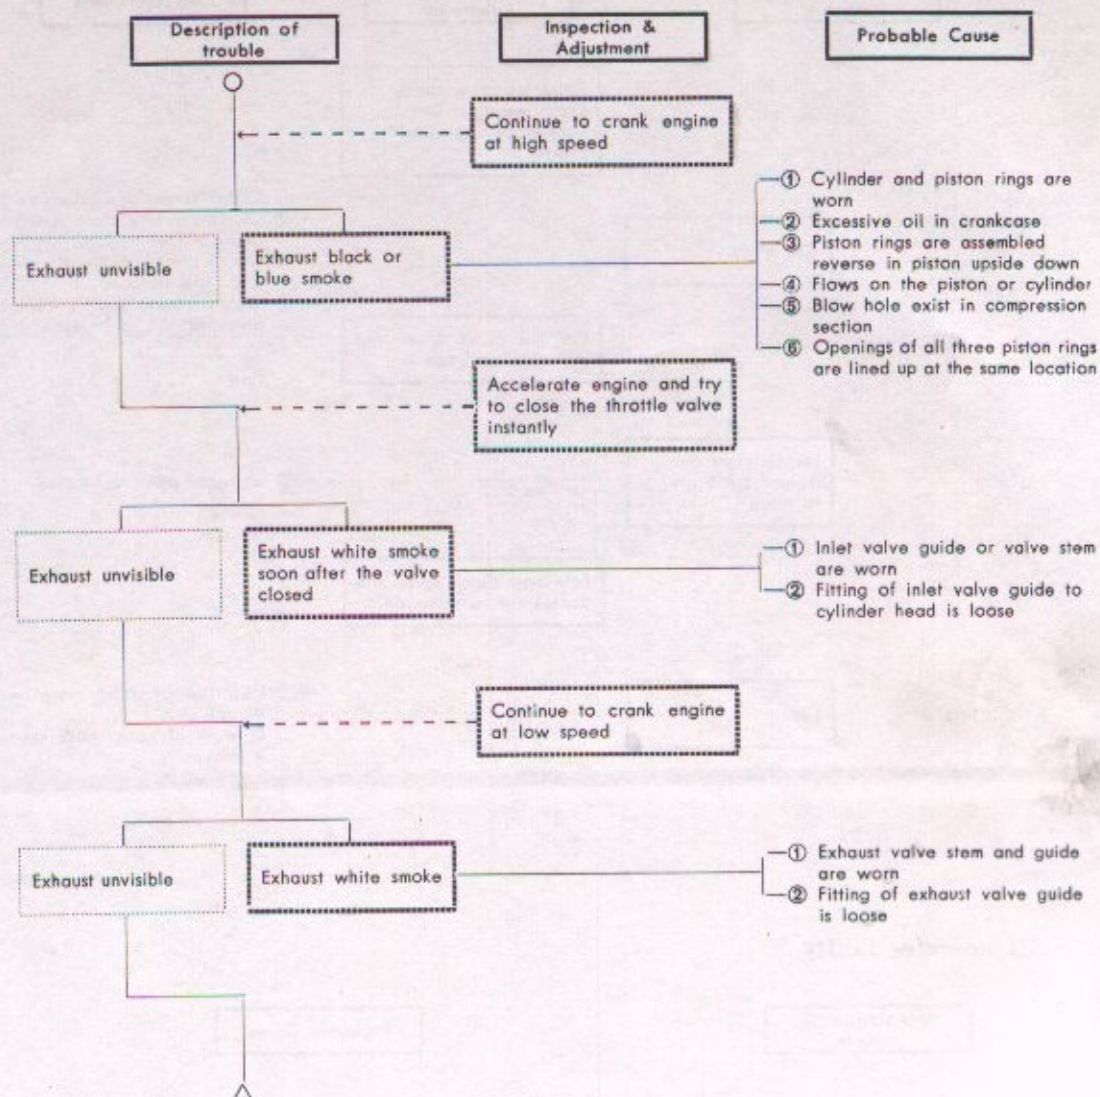 Description of
trouble
Inspection &
Adjustment
Probable Cause
Continue to crank engine
at high speed
Exhaust unvisible
Exhaust black or
blue smoke
① Cylinder and piston rings are
worn
② Excessive oil in crankcase
③ Piston rings are assembled
reverse in piston upside down
④ Flows on the piston or cylinder
⑤ Blow hole exist in compression
section
⑥ Openings of all three piston rings
are lined up at the same location
Accelerate engine and try
to close the throttle valve
instantly
Exhaust unvisible
Exhaust white smoke
soon after the valve
closed
① Inlet valve guide or valve stem
are worn
② Fitting of inlet valve guide to
cylinder head is loose
Continue to crank engine
at low speed
Exhaust unvisible
Exhaust white smoke
① Exhaust valve stem and guide
are worn
② Fitting of exhaust valve guide
is loose